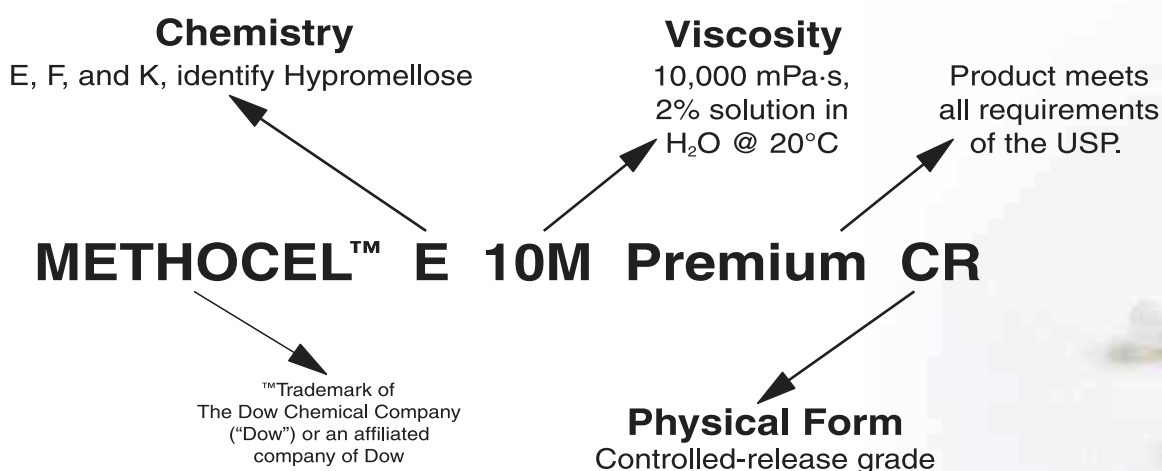 Chemistry
E, F, and K, identify Hypromellose
Viscosity
10,000 mPa·s,
2% solution in
H₂O @ 20°C
Product meets
all requirements
of the USP.
METHOCEL™ E 10M Premium CR
™Trademark of
The Dow Chemical Company
(“Dow”) or an affiliated
company of Dow
Physical Form
Controlled-release grade